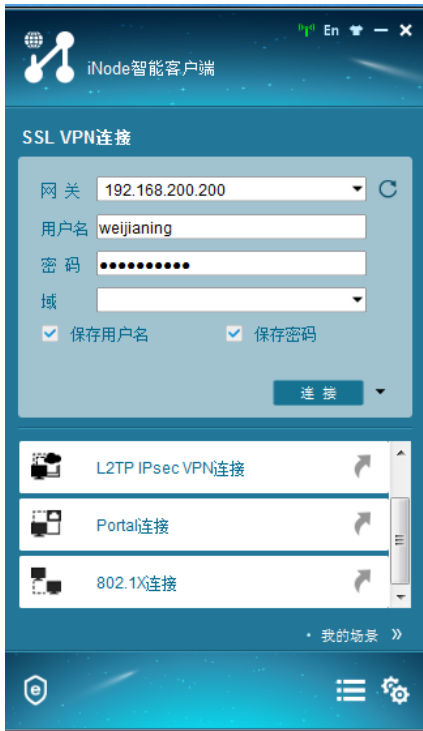 En
iNode智能客户端
SSL VPN连接
网 关 192.168.200.200
用户名 weijianing
密 码 ●●●●●●●●●●
域
保存用户名 保存密码
连 接
L2TP IPsec VPN连接
Portal连接
802.1X连接
· 我的场景 »
e